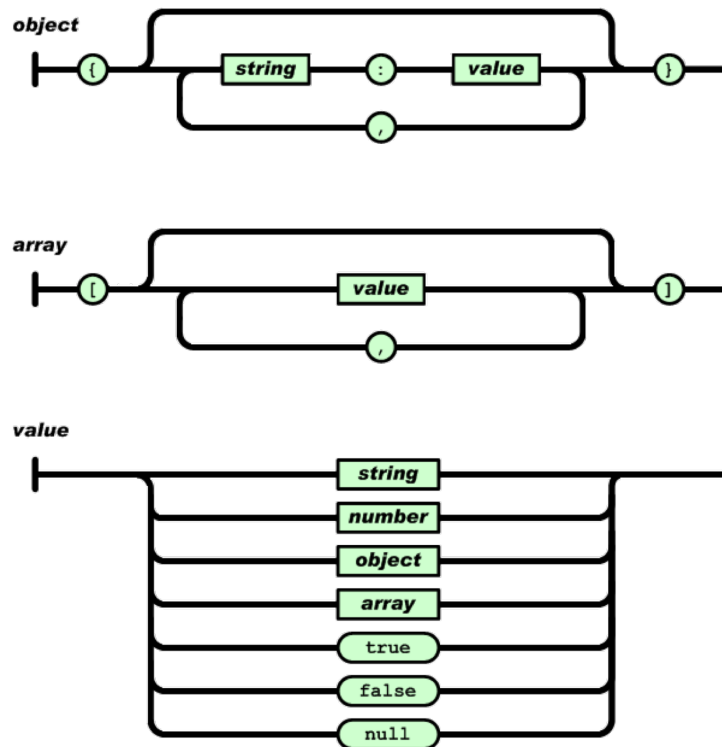 object
{ string : value }
,
array
[ value ]
,
value
string
number
object
array
true
false
null